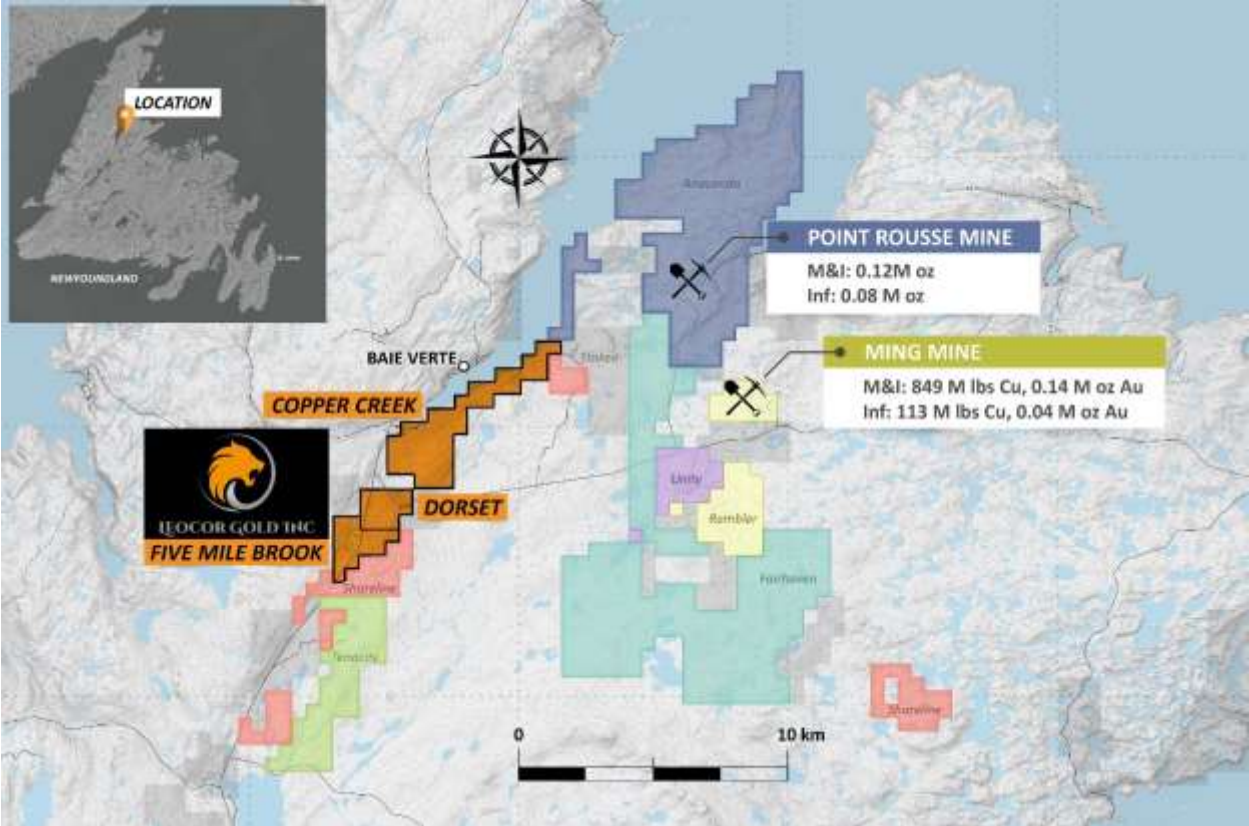 LOCATION
NEWFOUNDLAND
Anaconda
POINT ROUSSE MINE
M&I: 0.12M oz
Inf: 0.08 M oz
BAIE VERTE
MING MINE
M&I: 849 M lbs Cu, 0.14 M oz Au
Inf: 113 M lbs Cu, 0.04 M oz Au
COPPER CREEK
LEOCOR GOLD INC
DORSET
FIVE MILE BROOK
Unity
Rambler
Fairhaven
Shoreline
Tenacity
Shoreline
0
10 km